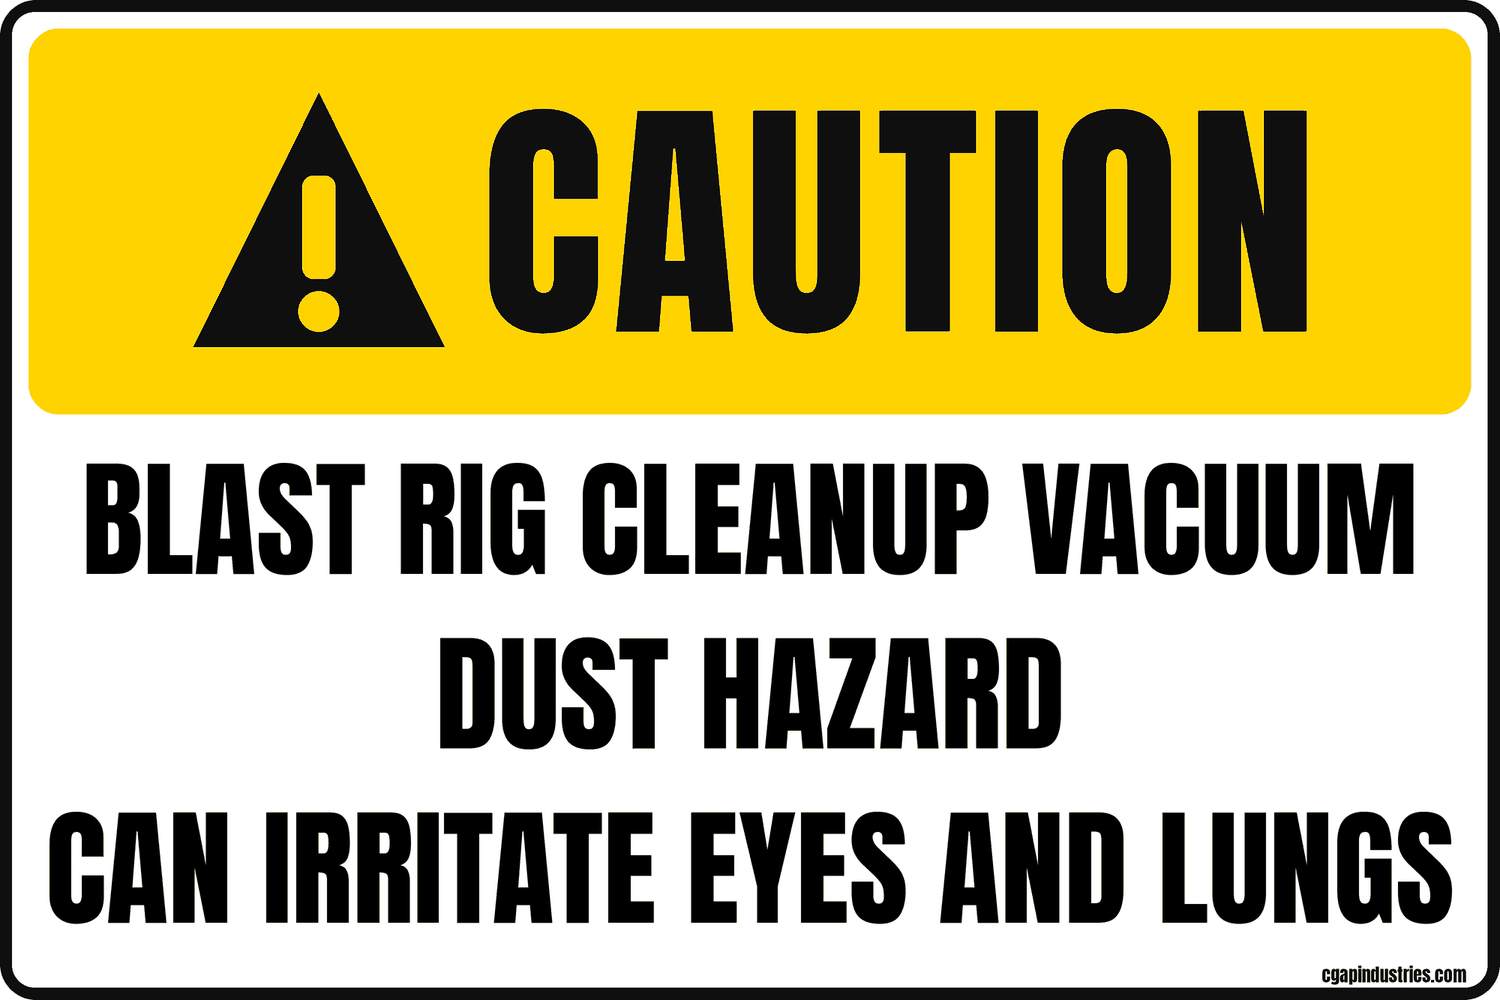 CAUTION
BLAST RIG CLEANUP VACUUM
DUST HAZARD
CAN IRRITATE EYES AND LUNGS
cgapindustries.com